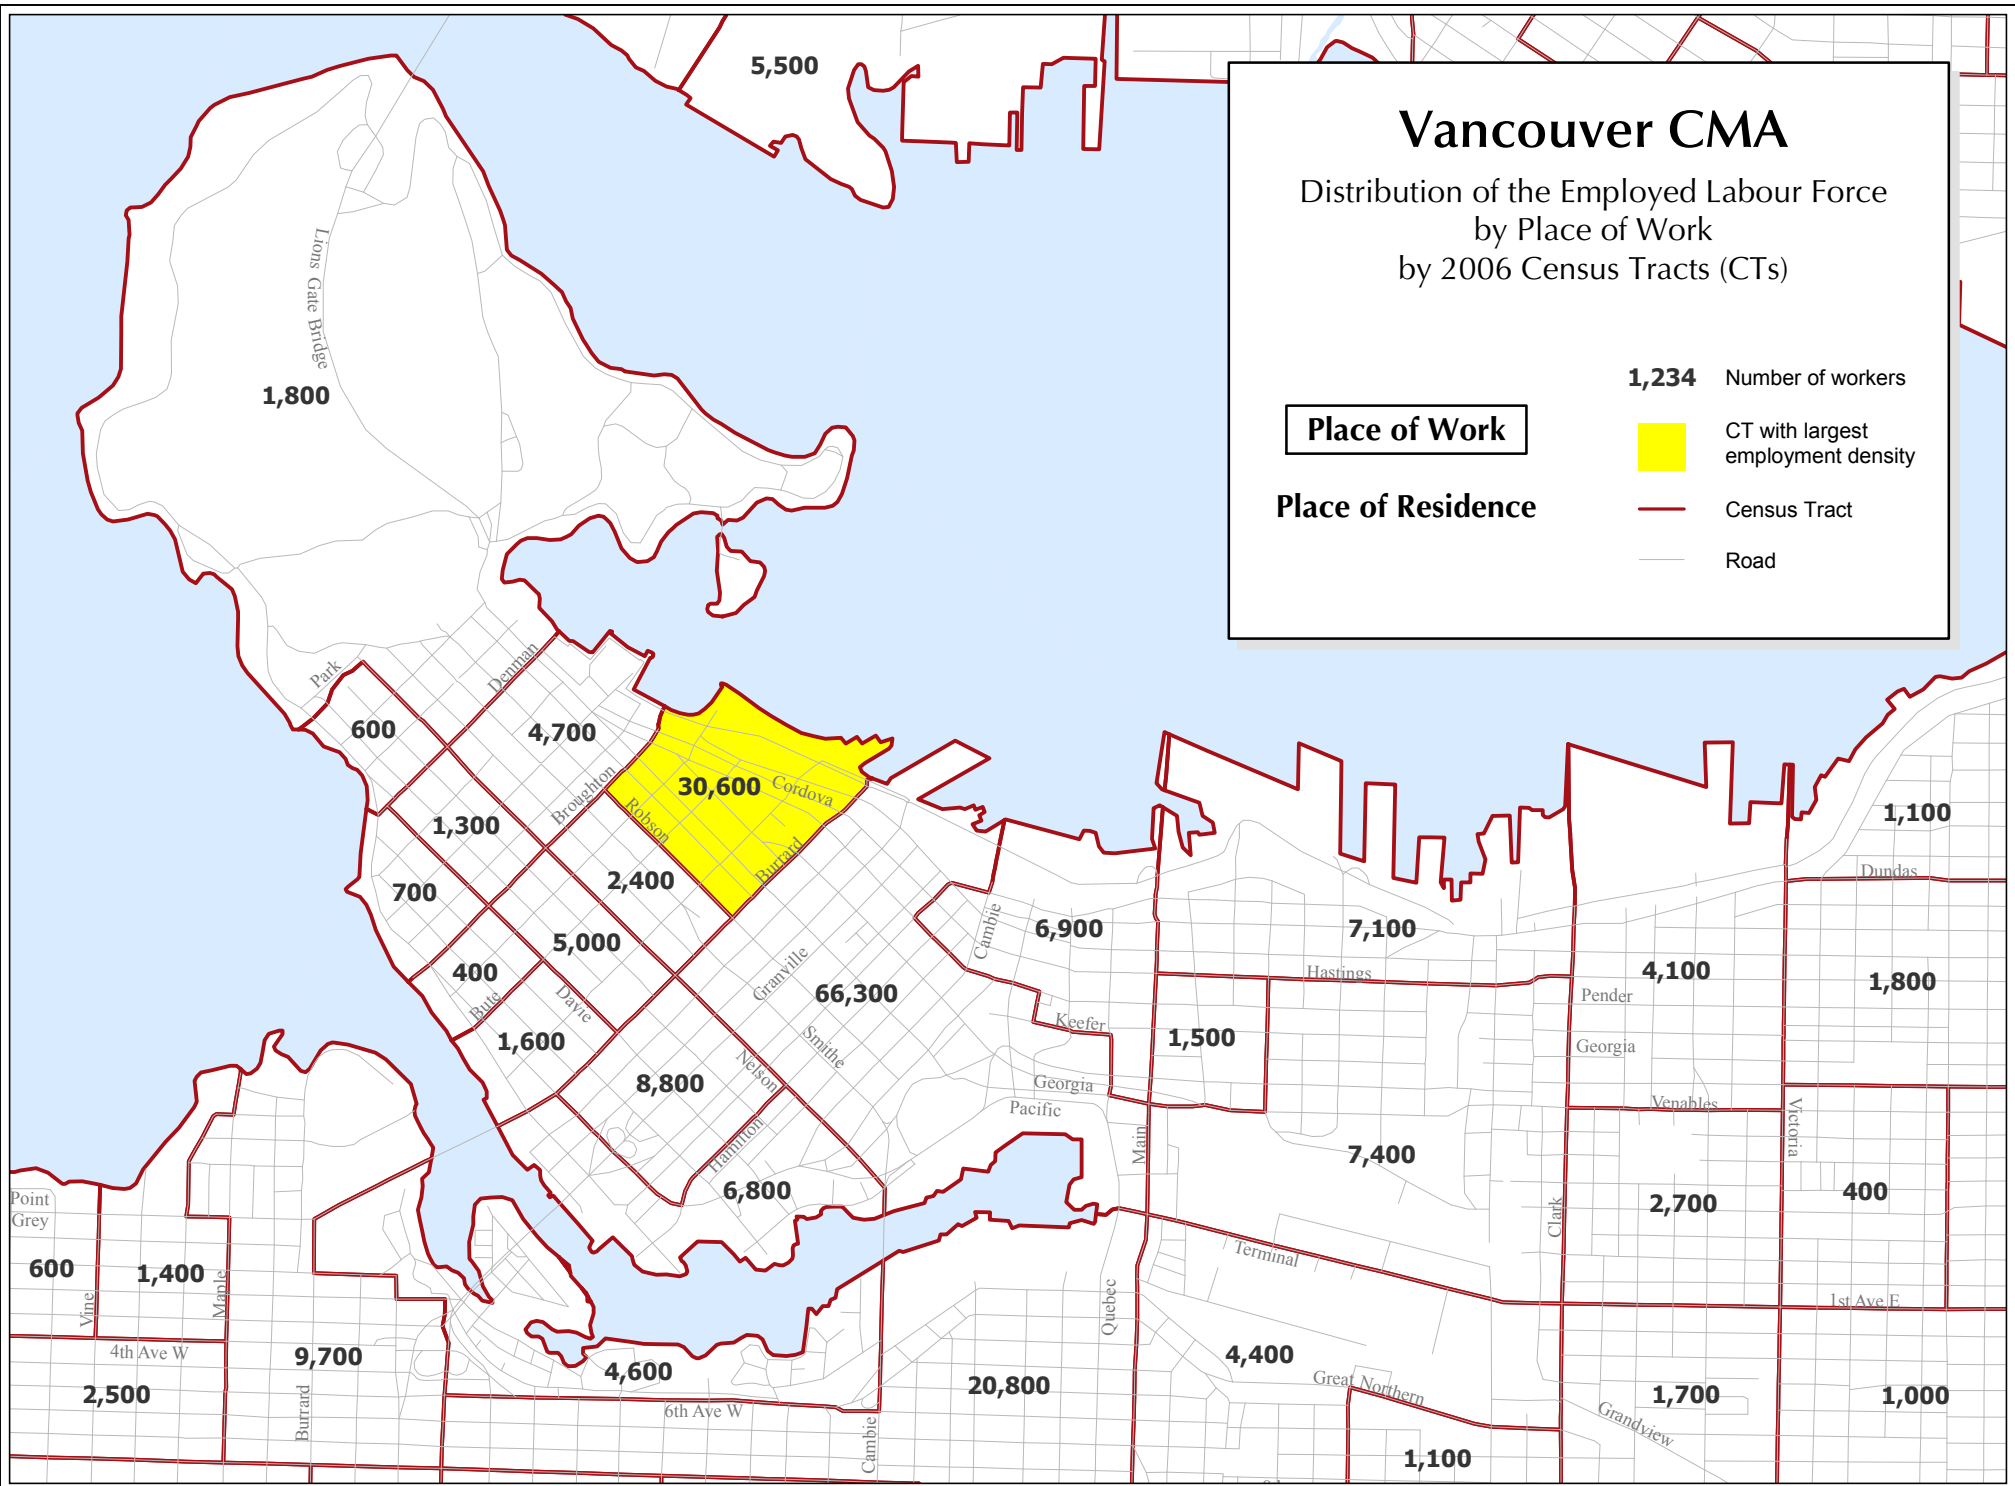 5,500
Vancouver CMA
Distribution of the Employed Labour Force
by Place of Work
by 2006 Census Tracts (CTs)
1,234 Number of workers
Place of Work
CT with largest
employment density
Place of Residence
Census Tract
Road
Lions Gate Bridge
1,800
Park
Denman
600
4,700
30,600
Cordova
Broughton
Robson
1,300
Burrard
1,100
Dundas
700
2,400
Cambie
6,900
7,100
5,000
Granville
Hastings
4,100
1,800
400
66,300
Pender
Bute
Davie
Keefer
1,500
1,600
Smithe
Georgia
Nelson
8,800
Georgia
Pacific
Venables
Victoria
Main
Hamilton
7,400
6,800
2,700
400
Point
Grey
Clark
Terminal
600
1,400
Vine
Maple
Quebec
1st Ave E
4th Ave W
9,700
4,600
4,400
20,800
Great Northern
2,500
Burrard
6th Ave W
1,700
1,000
Cambie
Grandview
1,100